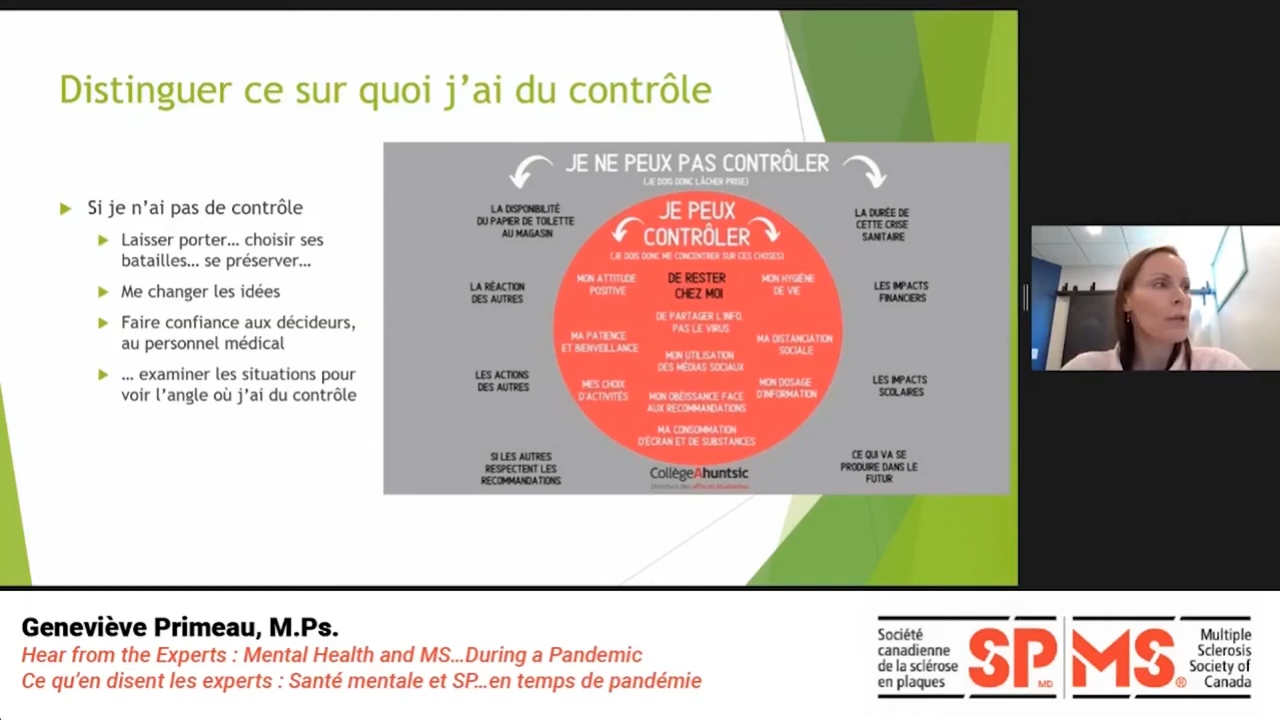 Distinguer ce sur quoi j'ai du contrôle
Si je n'ai pas de contrôle
Laisser porter… choisir ses
batailles… se préserver…
Me changer les idées
Faire confiance aux décideurs,
au personnel médical
… examiner les situations pour
voir l'angle où j'ai du contrôle
JE NE PEUX PAS CONTRÔLER
(JE DOIS DONC LÂCHER PRISE)
LA DISPONIBILITÉ
DU PAPIER DE TOILETTE
AU MAGASIN
LA RÉACTION
DES AUTRES
LES ACTIONS
DES AUTRES
SI LES AUTRES
RESPECTENT LES
RECOMMANDATIONS
JE PEUX
CONTRÔLER
(JE DOIS DONC ME CONCENTRER SUR CES CHOSES)
MON ATTITUDE
POSITIVE
DE RESTER
CHEZ MOI
MON HYGIÈNE
DE VIE
DE PARTAGER L'INFO,
PAS LE VIRUS
MA PATIENCE
ET BIENVEILLANCE
MA DISTANCIATION
SOCIALE
MON UTILISATION
DES MÉDIAS SOCIAUX
MES CHOIX
D'ACTIVITÉS
MON DOSAGE
D'INFORMATION
MON OBÉISSANCE FACE
AUX RECOMMANDATIONS
MA CONSOMMATION
D'ÉCRAN ET DE SUBSTANCES
CollègeAhuntsic
Direction des affaires étudiantes
LA DURÉE DE
CETTE CRISE
SANITAIRE
LES IMPACTS
FINANCIERS
LES IMPACTS
SCOLAIRES
CE QUI VA SE
PRODUIRE DANS LE
FUTUR
Geneviève Primeau, M.Ps.
Hear from the Experts : Mental Health and MS…During a Pandemic
Ce qu'en disent les experts : Santé mentale et SP…en temps de pandémie
Société
canadienne
de la sclérose
en plaques
SP MD
MS ®
Multiple
Sclerosis
Society of
Canada